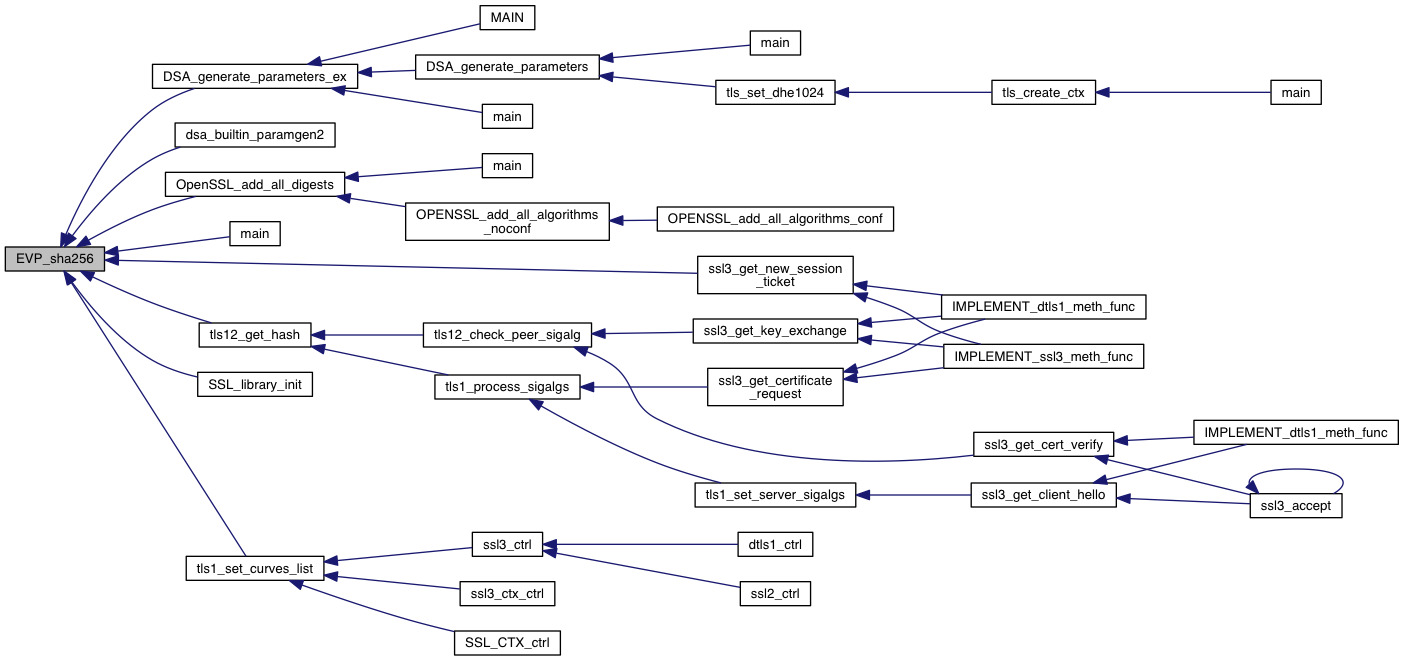 MAIN
main
DSA_generate_parameters
DSA_generate_parameters_ex
tls_set_dhe1024
tls_create_ctx
main
main
dsa_builtin_paramgen2
main
OpenSSL_add_all_digests
OPENSSL_add_all_algorithms
_noconf
OPENSSL_add_all_algorithms_conf
main
EVP_sha256
ssl3_get_new_session
_ticket
IMPLEMENT_dtls1_meth_func
tls12_get_hash
tls12_check_peer_sigalg
ssl3_get_key_exchange
IMPLEMENT_ssl3_meth_func
SSL_library_init
tls1_process_sigalgs
ssl3_get_certificate
_request
IMPLEMENT_dtls1_meth_func
ssl3_get_cert_verify
tls1_set_server_sigalgs
ssl3_get_client_hello
ssl3_accept
ssl3_ctrl
dtls1_ctrl
tls1_set_curves_list
ssl3_ctx_ctrl
ssl2_ctrl
SSL_CTX_ctrl